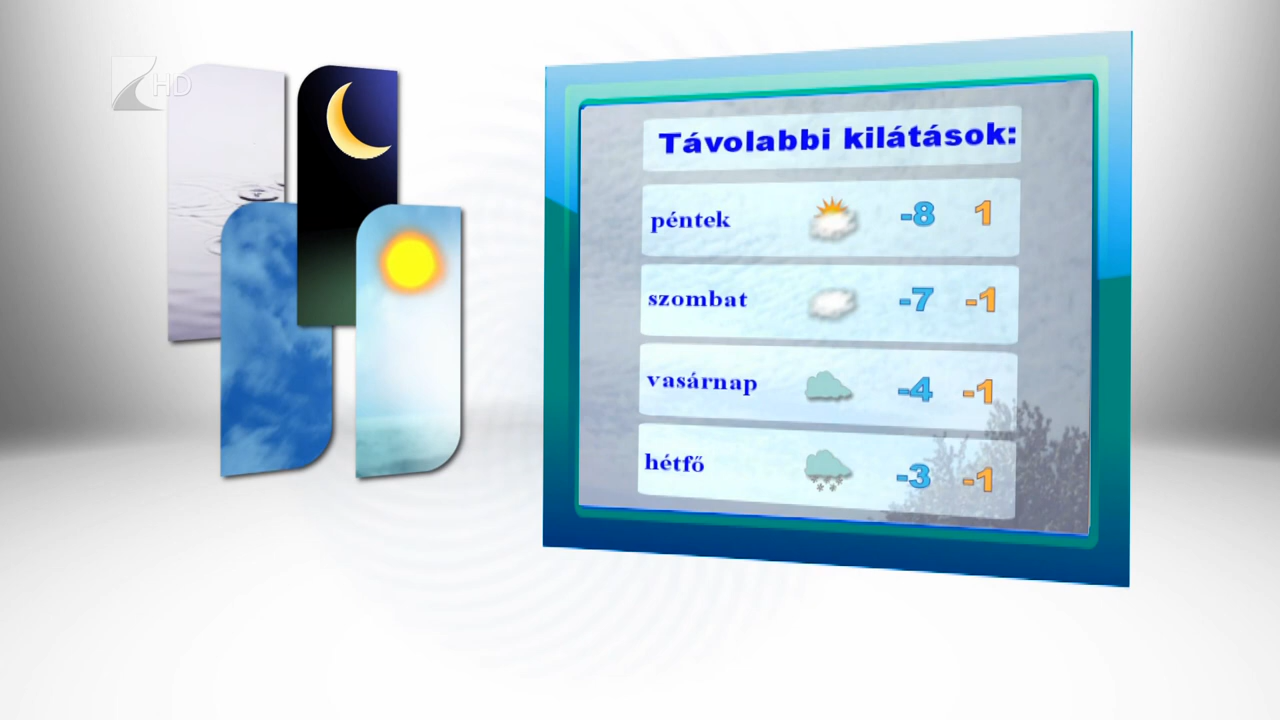 HD
Távolabbi kilátások:
péntek -8 1
szombat -7 -1
vasárnap -4 -1
hétfő -3 -1